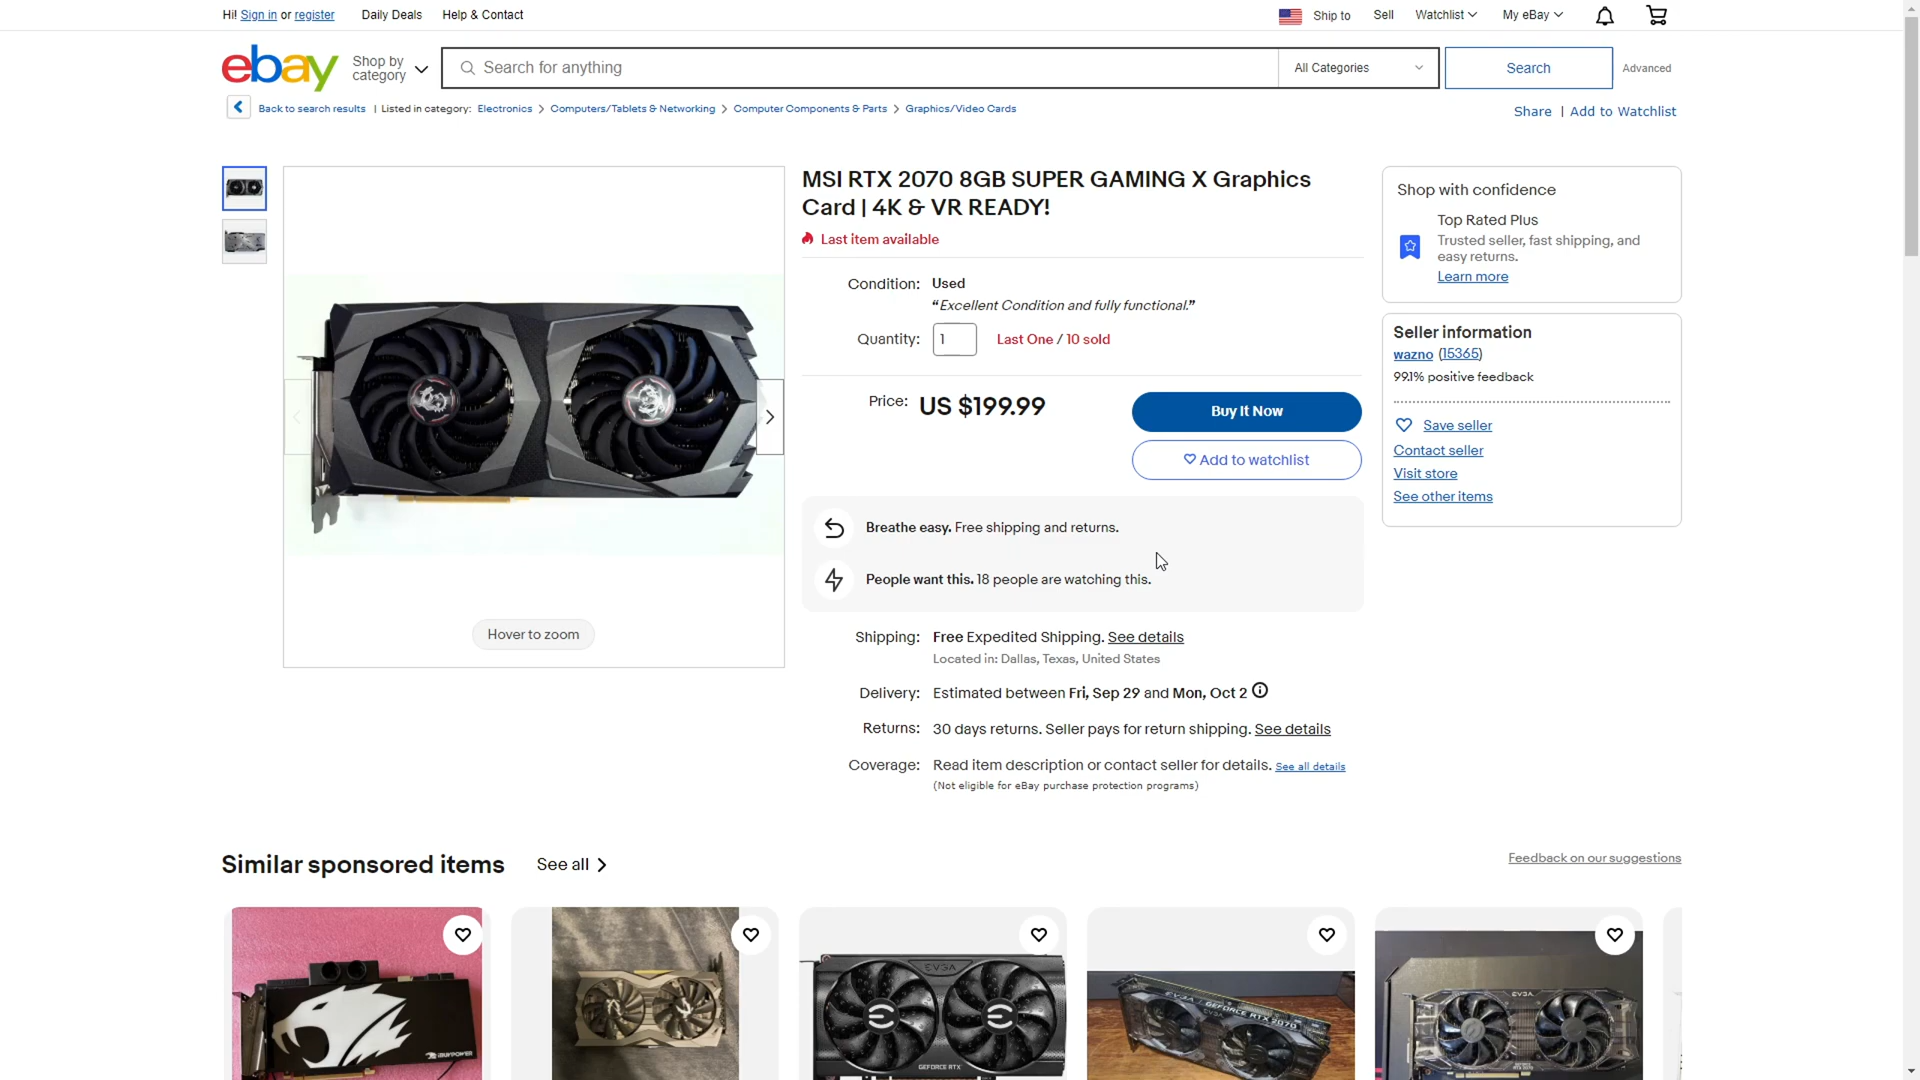 Hi! Sign in or register
Daily Deals
Help & Contact
Ship to
Sell
Watchlist
My eBay
ebay
Shop by
category
Search for anything
All Categories
Search
Advanced
Back to search results | Listed in category: Electronics > Computers/Tablets & Networking > Computer Components & Parts > Graphics/Video Cards
Share | Add to Watchlist
MSI RTX 2070 8GB SUPER GAMING X Graphics
Card | 4K & VR READY!
Last item available
Condition: Used
“Excellent Condition and fully functional.”
Quantity: 1 Last One / 10 sold
Price: US $199.99
Buy It Now
Add to watchlist
Breathe easy. Free shipping and returns.
People want this. 18 people are watching this.
Shipping: Free Expedited Shipping. See details
Located in: Dallas, Texas, United States
Delivery: Estimated between Fri, Sep 29 and Mon, Oct 2
Returns: 30 days returns. Seller pays for return shipping. See details
Coverage: Read item description or contact seller for details. See all details
(Not eligible for eBay purchase protection programs)
Hover to zoom
Shop with confidence
Top Rated Plus
Trusted seller, fast shipping, and
easy returns.
Learn more
Seller information
wazno (15365)
99.1% positive feedback
Save seller
Contact seller
Visit store
See other items
Similar sponsored items
See all
Feedback on our suggestions
iBUYPOWER
EVGA
GEFORCE RTX
EVGA
GEFORCE RTX 2070
EVGA